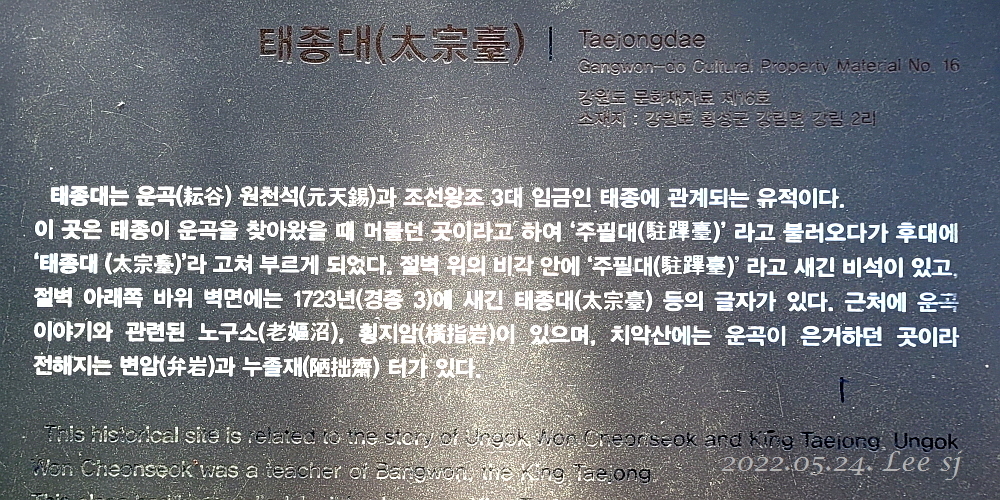 태종대(太宗臺)
Taejongdae
Gangwon-do Cultural Property Material No. 16
강원도 문화재자료 제16호
소재지 : 강원도 횡성군 강림면 강림 2리
태종대는 운곡(耘谷) 원천석(元天錫)과 조선왕조 3대 임금인 태종에 관계되는 유적이다.
이 곳은 태종이 운곡을 찾아왔을 때 머물던 곳이라고 하여 ‘주필대(駐蹕臺)’ 라고 불러오다가 후대에
‘태종대 (太宗臺)’라 고쳐 부르게 되었다. 절벽 위의 비각 안에 ‘주필대(駐蹕臺)’ 라고 새긴 비석이 있고,
절벽 아래쪽 바위 벽면에는 1723년(경종 3)에 새긴 태종대(太宗臺) 등의 글자가 있다. 근처에 운곡
이야기와 관련된 노구소(老嫗沼), 횡지암(橫指岩)이 있으며, 치악산에는 운곡이 은거하던 곳이라
전해지는 변암(弁岩)과 누졸재(陋拙齋) 터가 있다.
This historical site is related to the story of Ungok Won Cheonseok and King Taejong. Ungok
Won Cheonseok was a teacher of Bangwon, the King Taejong.
2022.05.24. Lee sj